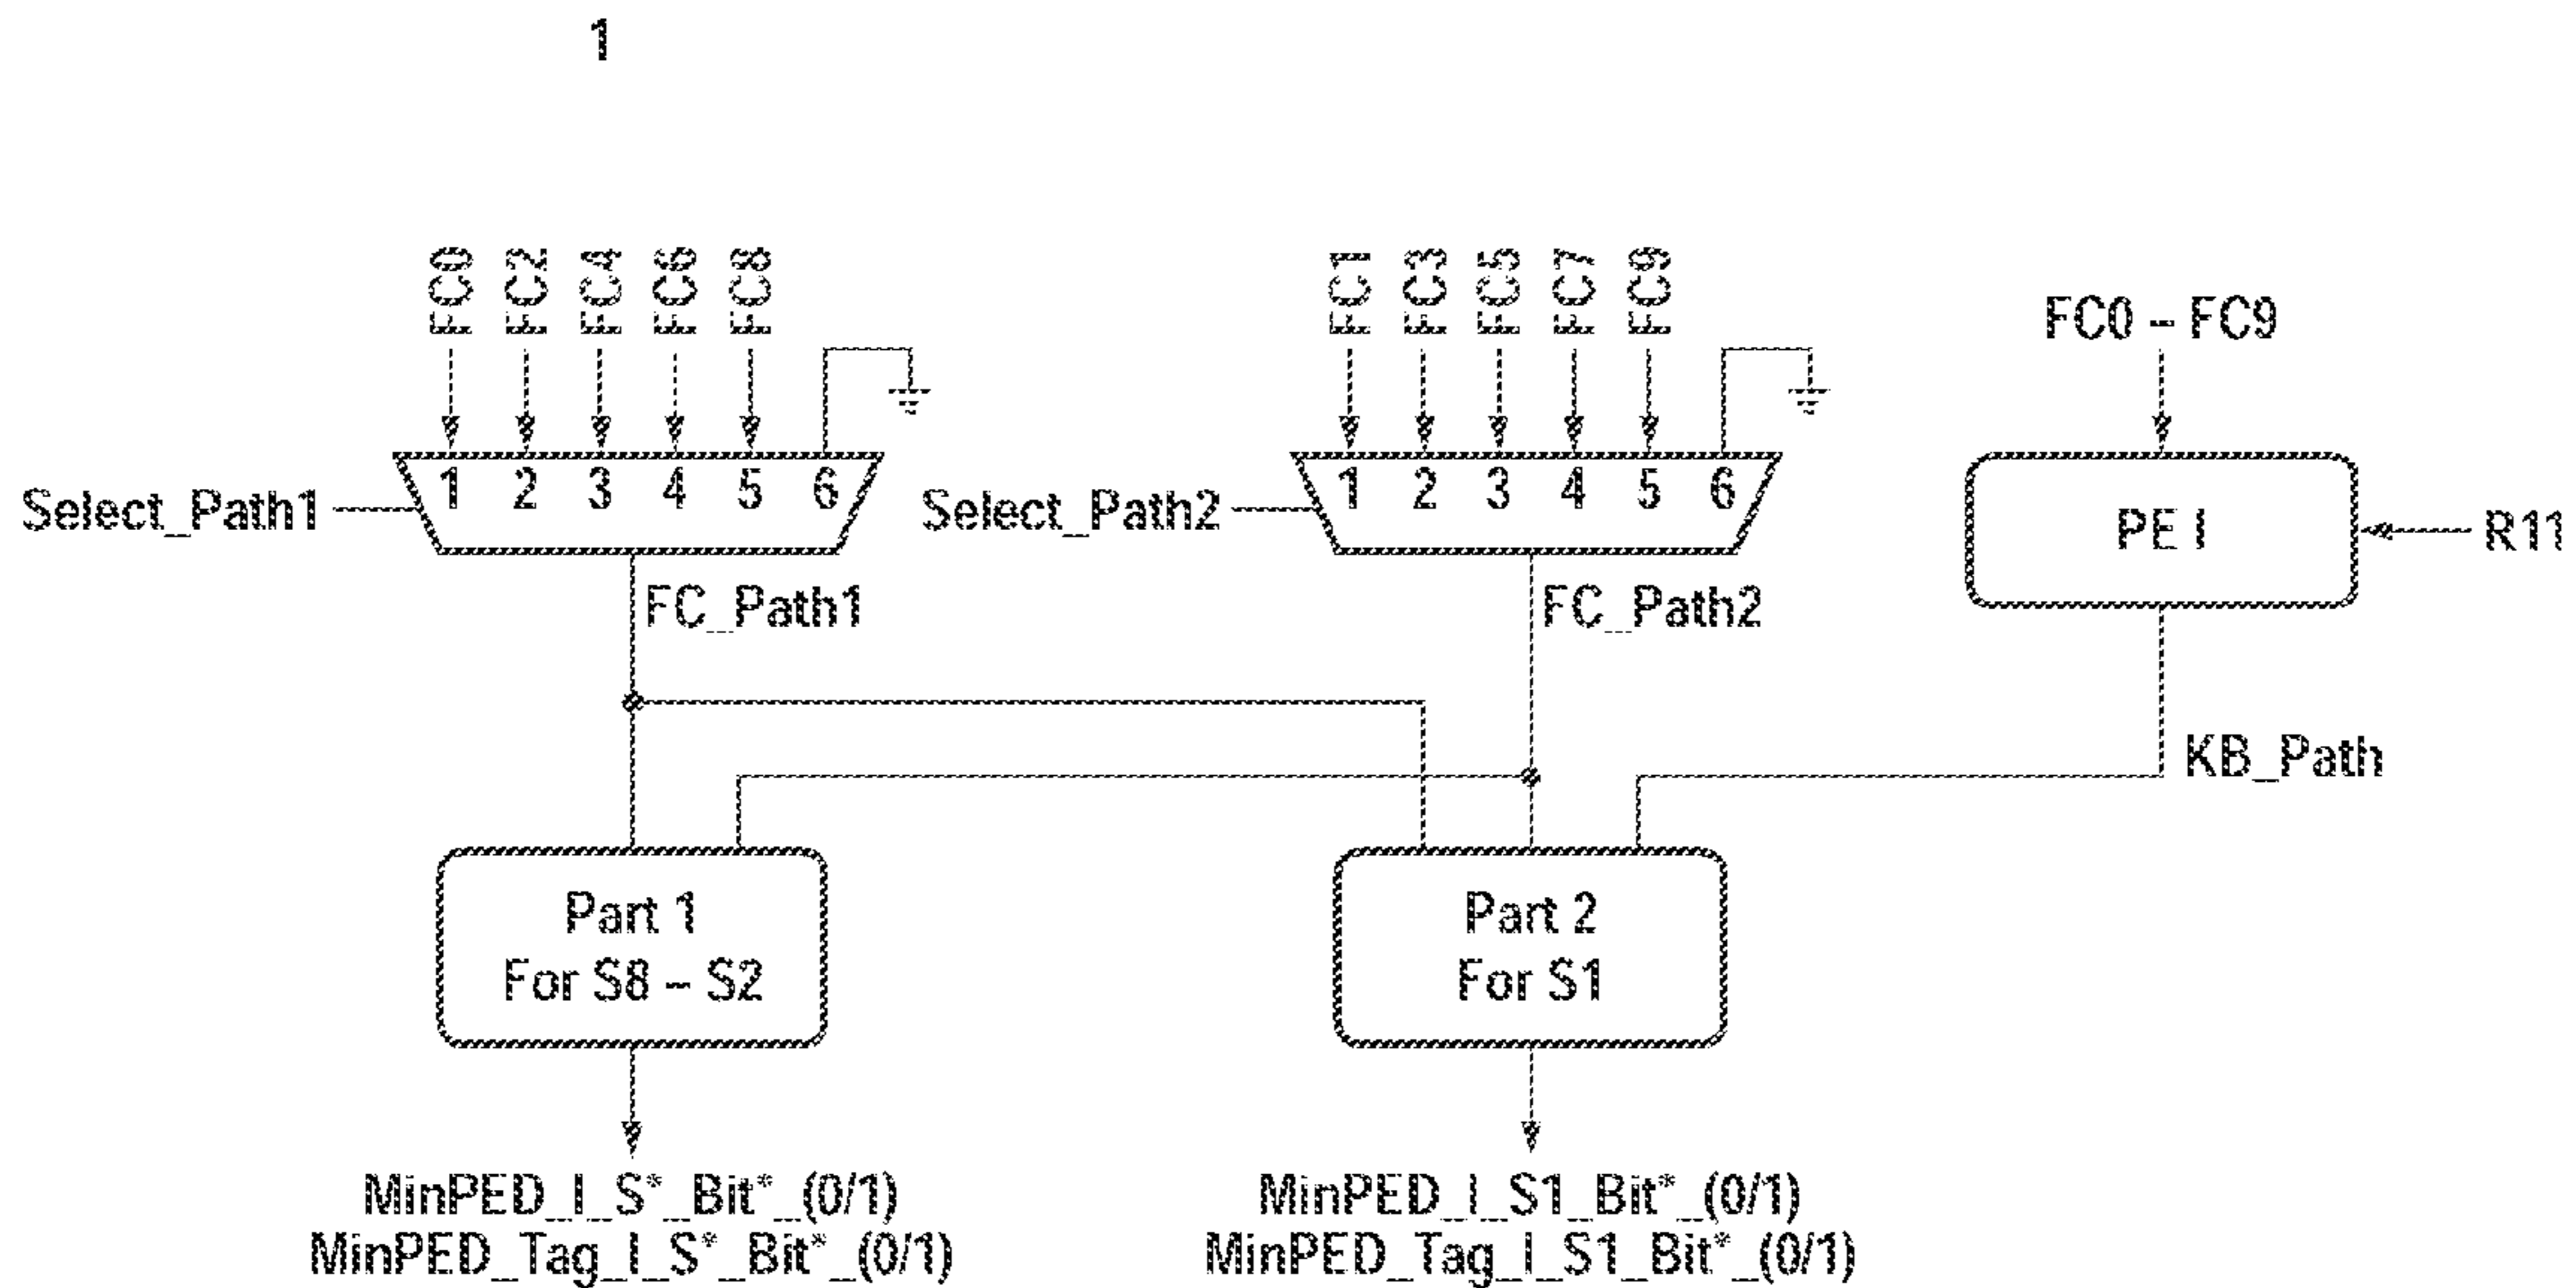 1
FC0 FC2 FC4 FC6 FC8
FC1 FC3 FC5 FC7 FC9
FC0 – FC9
Select_Path1
1 2 3 4 5 6
Select_Path2
1 2 3 4 5 6
PE I
R11
FC_Path1
FC_Path2
KB_Path
Part 1
For S8 – S2
Part 2
For S1
MinPED_I_S*_Bit*_(0/1)
MinPED_Tag_I_S*_Bit*_(0/1)
MinPED_I_S1_Bit*_(0/1)
MinPED_Tag_I_S1_Bit*_(0/1)